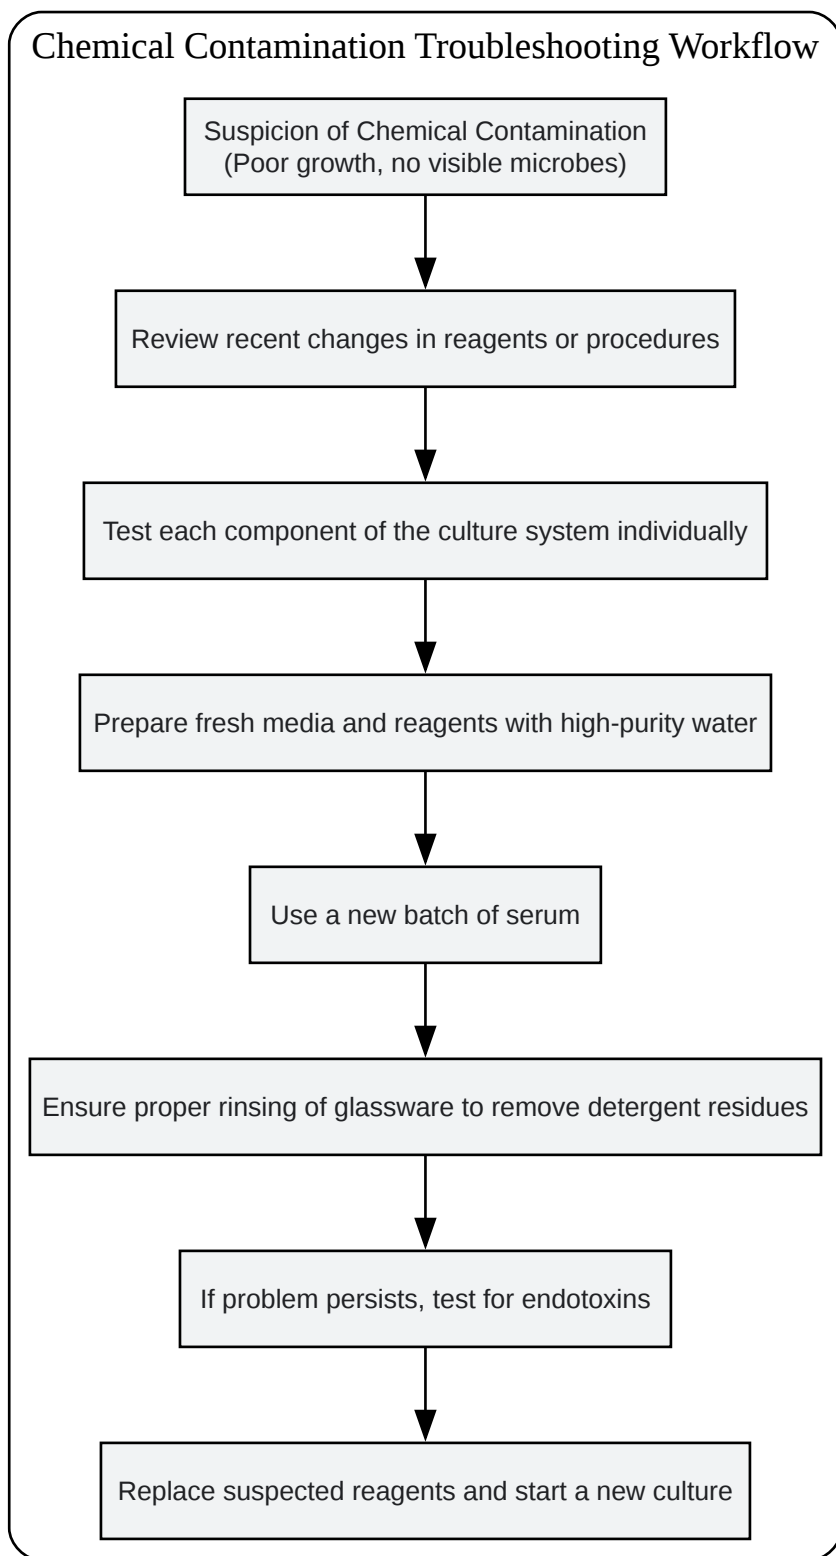 Chemical Contamination Troubleshooting Workflow
Suspicion of Chemical Contamination
(Poor growth, no visible microbes)
Review recent changes in reagents or procedures
Test each component of the culture system individually
Prepare fresh media and reagents with high-purity water
Use a new batch of serum
Ensure proper rinsing of glassware to remove detergent residues
If problem persists, test for endotoxins
Replace suspected reagents and start a new culture